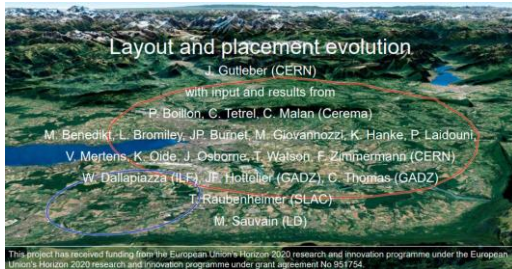 Layout and placement evolution
J. Gutleber (CERN)
with input and results from
P. Boillon, C. Tetrel, C. Malan (Cerema)
M. Benedikt, L. Bromiley, JP. Burnet, M. Giovannozzi, K. Hanke, P. Laidouni,
V. Mertens, K. Oide, J. Osborne, T. Watson, F. Zimmermann (CERN)
W. Dallapiazza (ILF), JF. Hotellier (GADZ), C. Thomas (GADZ)
T. Raubenheimer (SLAC)
M. Sauvain (LD)
This project has received funding from the European Union's Horizon 2020 research and innovation programme under the European
Union's Horizon 2020 research and innovation programme under grant agreement No 951754.